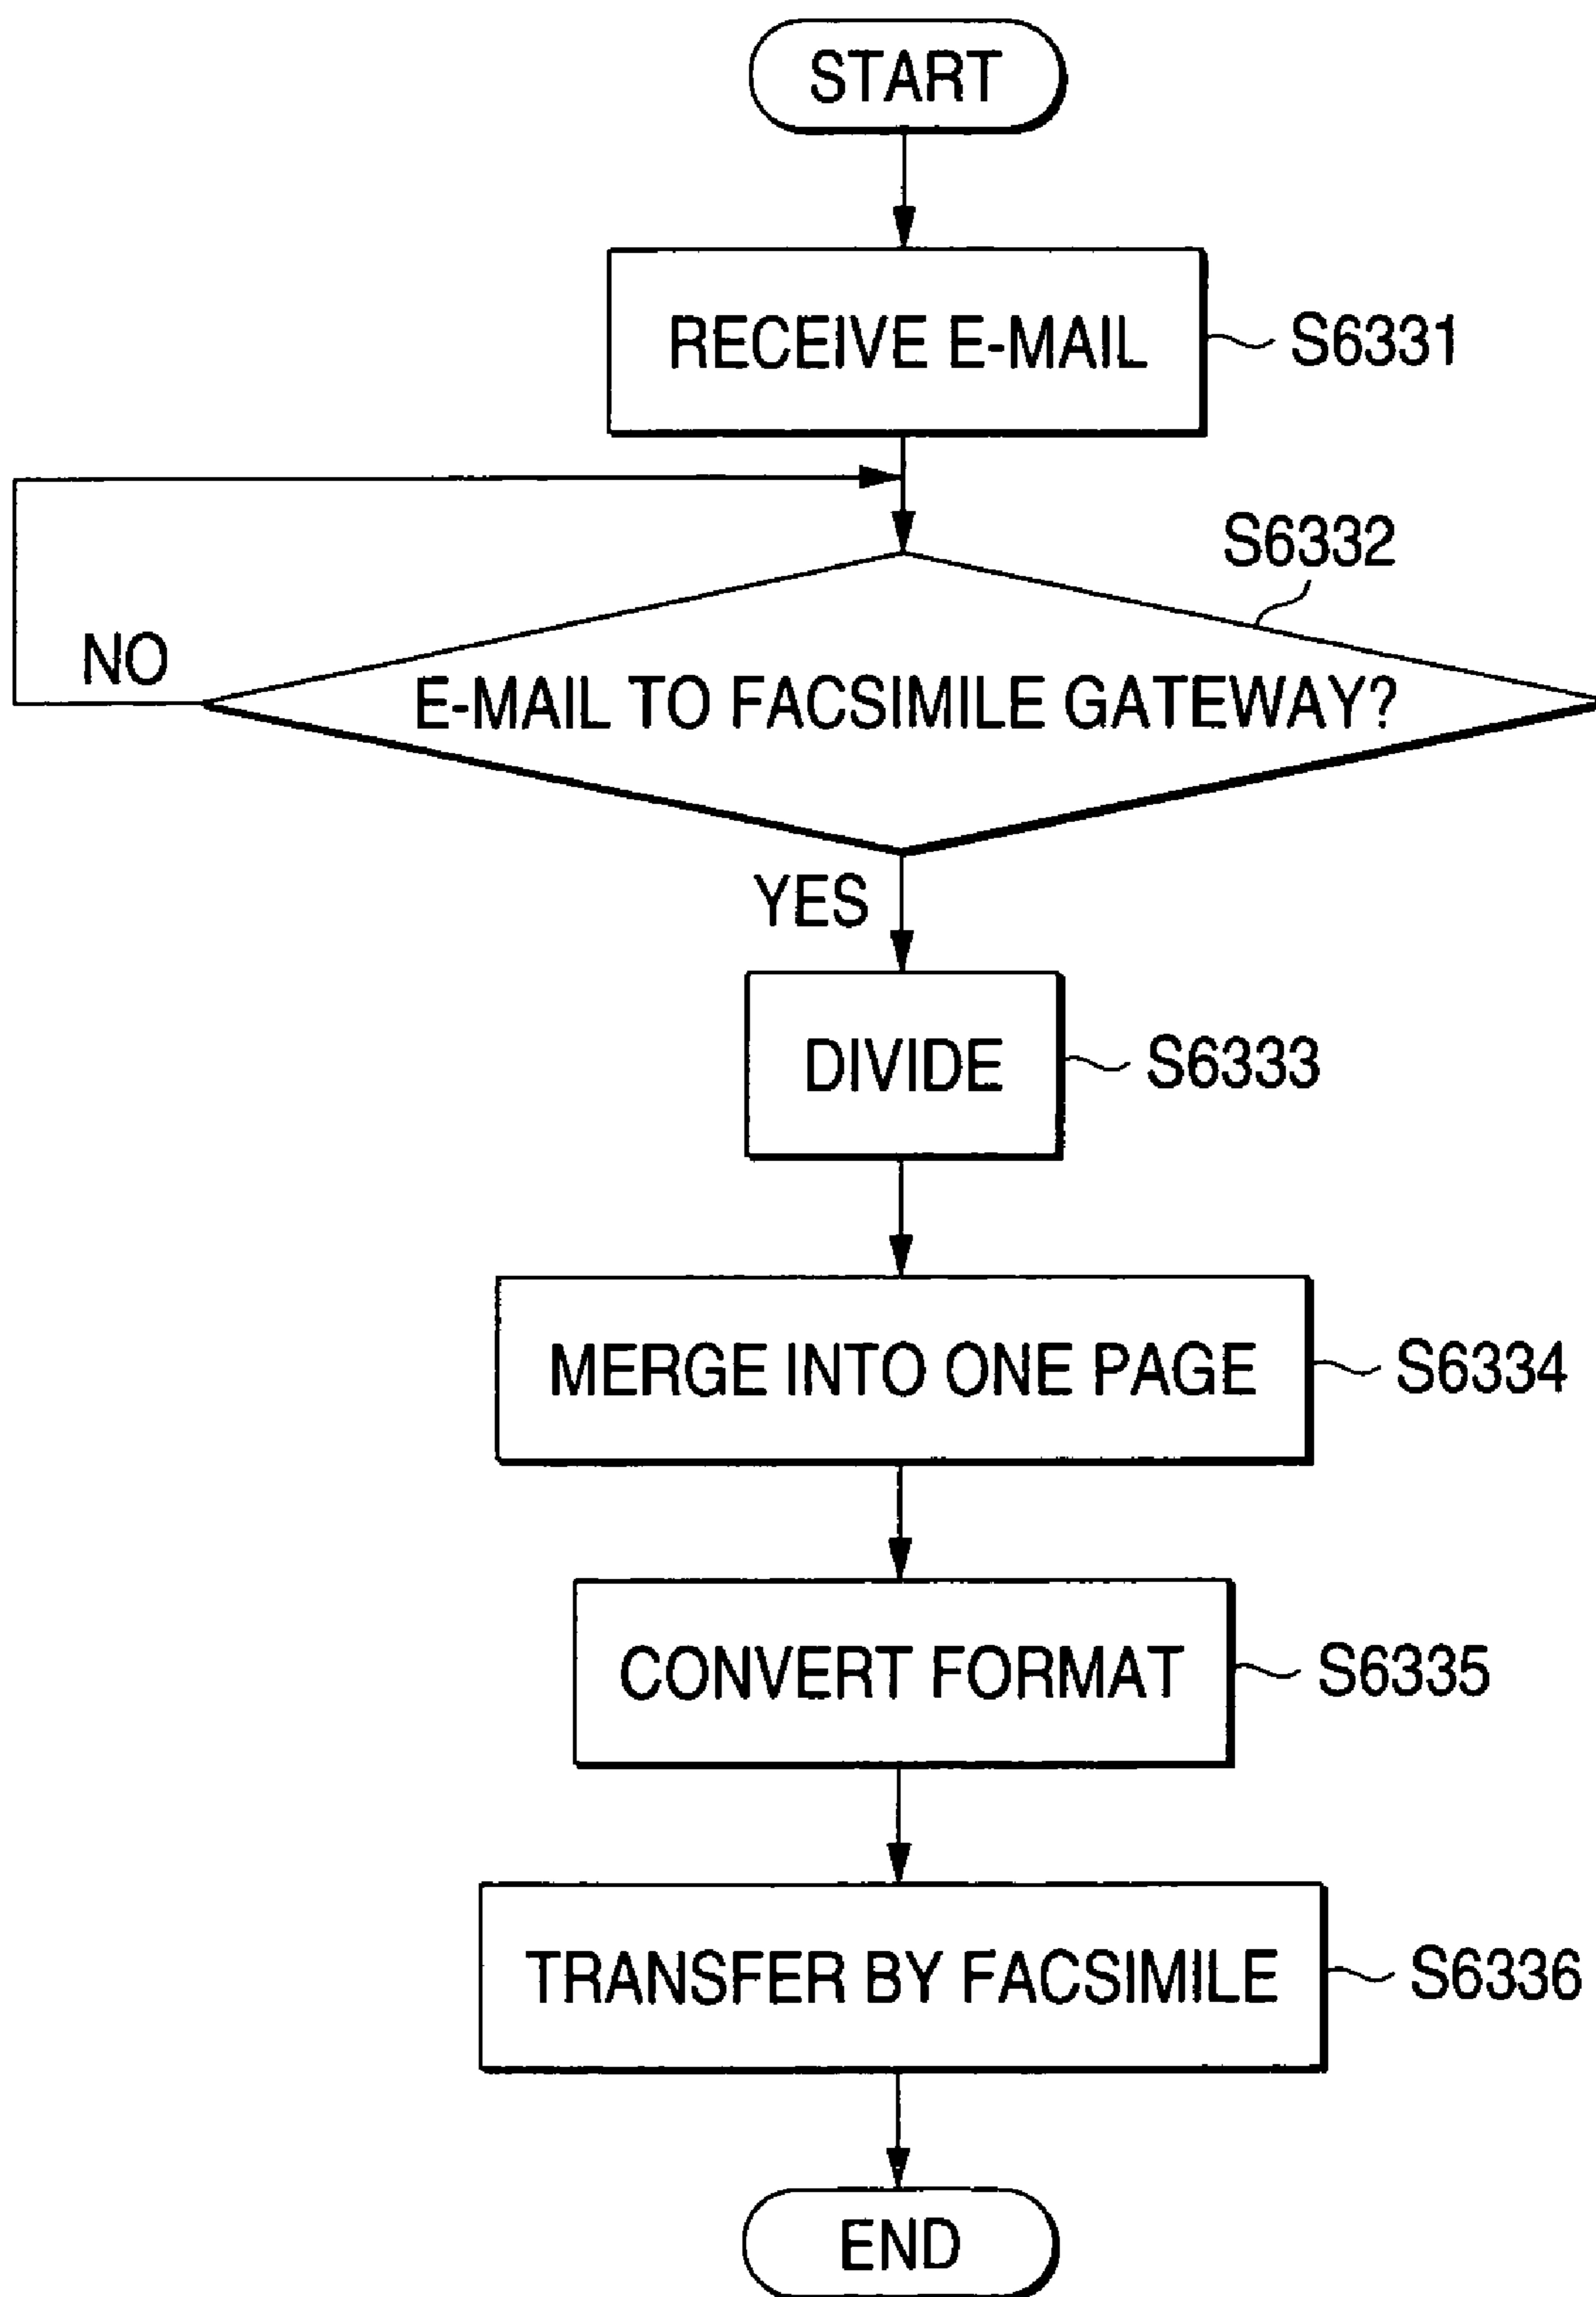 START
RECEIVE E-MAIL
S6331
S6332
NO
E-MAIL TO FACSIMILE GATEWAY?
YES
DIVIDE
S6333
MERGE INTO ONE PAGE
S6334
CONVERT FORMAT
S6335
TRANSFER BY FACSIMILE
S6336
END